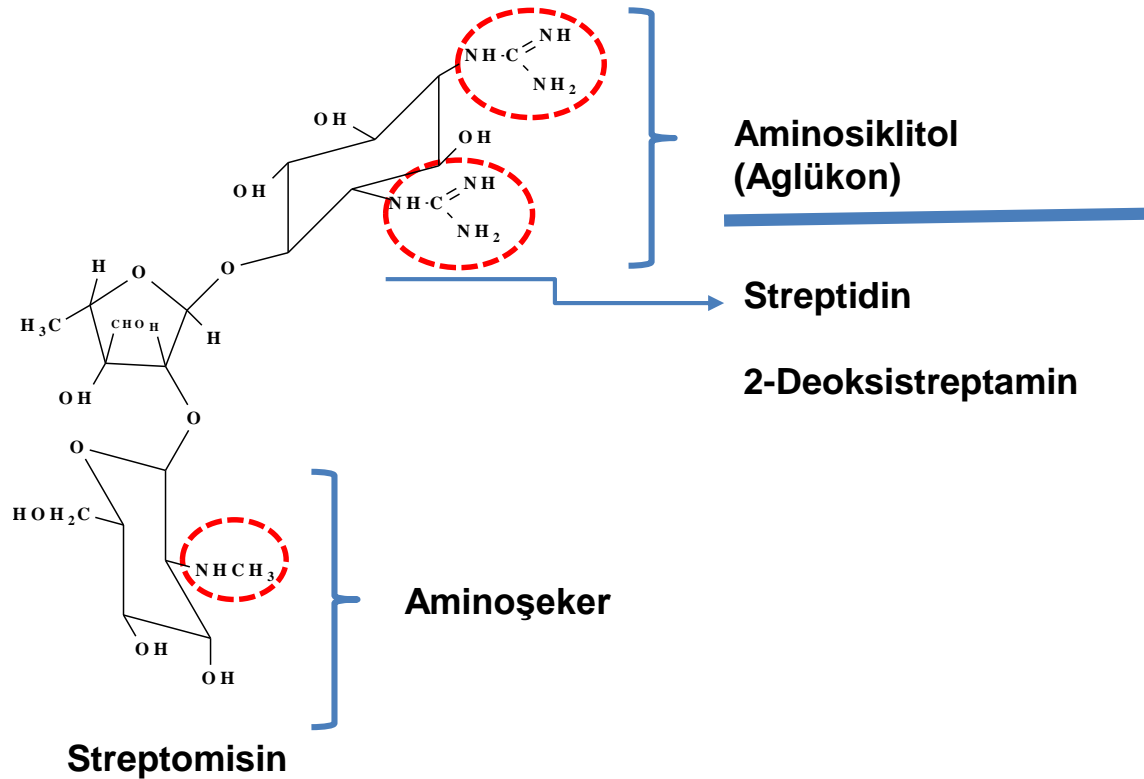 NH
NH-C
NH2
OH
OH
OH
NH
NH·C
NH2
Aminosiklitol
(Aglükon)
H
O
O
H3C
CHO
H
H
OH
O
Streptidin
2-Deoksistreptamin
O
HOH2C
NHCH3
OH
OH
Aminoşeker
Streptomisin